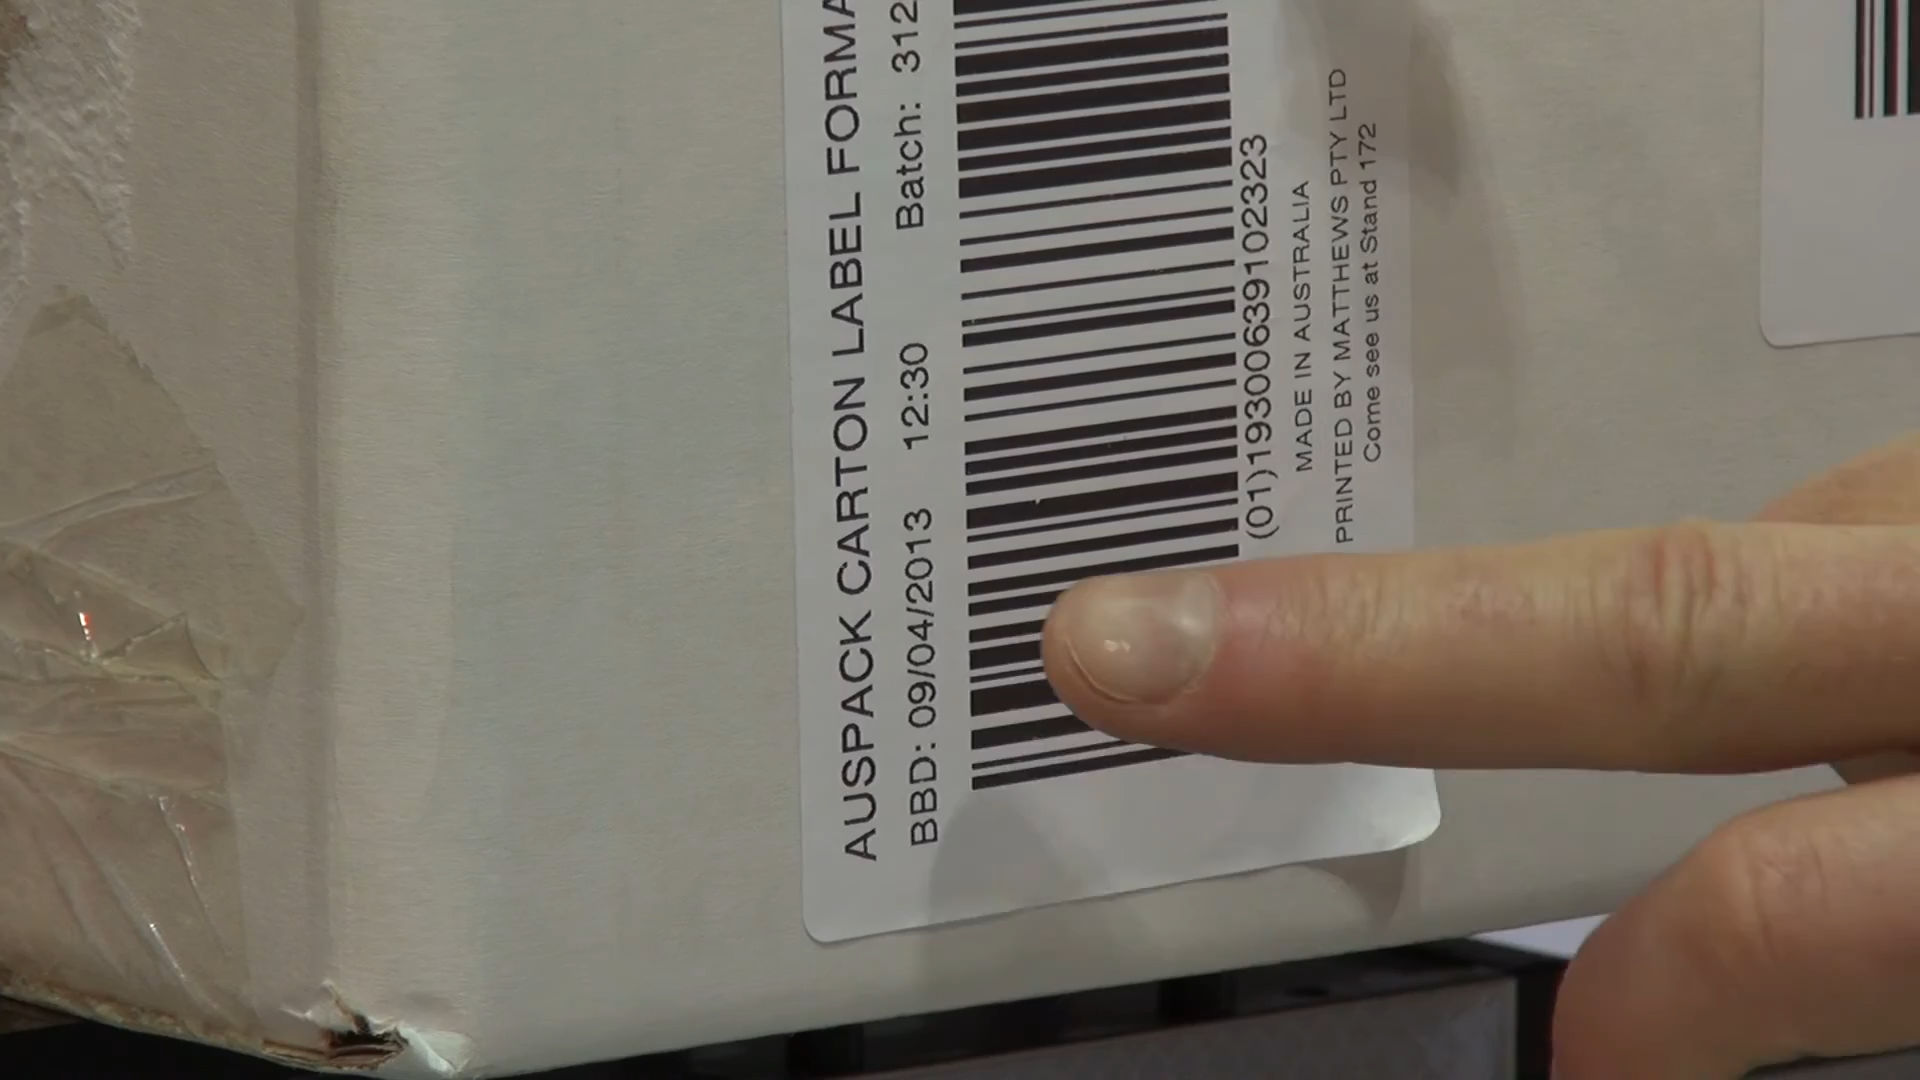 AUSPACK CARTON LABEL FORMA
BBD: 09/04/2013 12:30 Batch: 312
(01)19300639102323
MADE IN AUSTRALIA
PRINTED BY MATTHEWS PTY LTD
Come see us at Stand 172